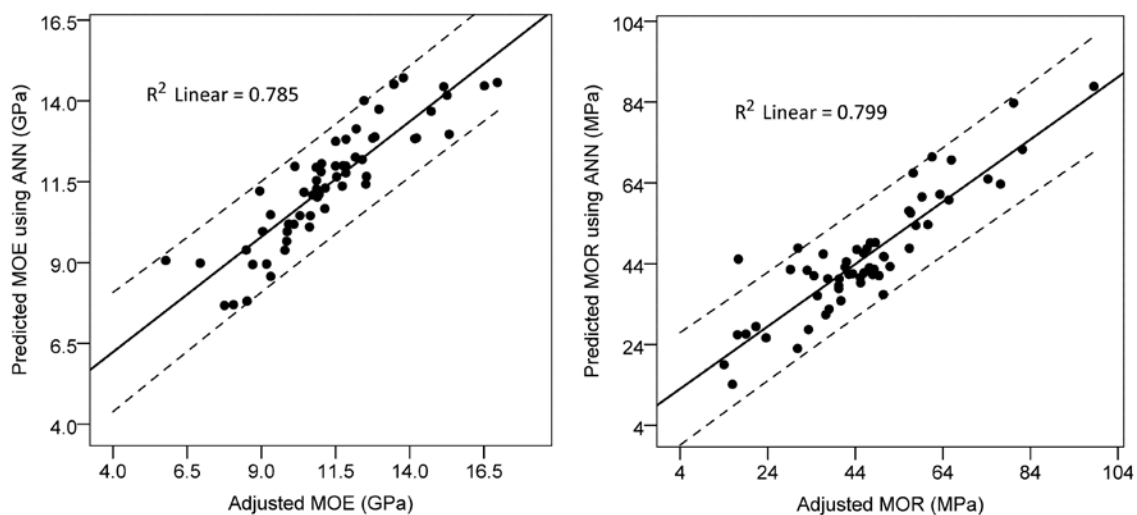 Predicted MOE using ANN (GPa)
16.5
14.0
11.5
9.0
6.5
4.0
R² Linear = 0.785
4.0 6.5 9.0 11.5 14.0 16.5
Adjusted MOE (GPa)
Predicted MOR using ANN (MPa)
104
84
64
44
24
4
R² Linear = 0.799
4 24 44 64 84 104
Adjusted MOR (MPa)